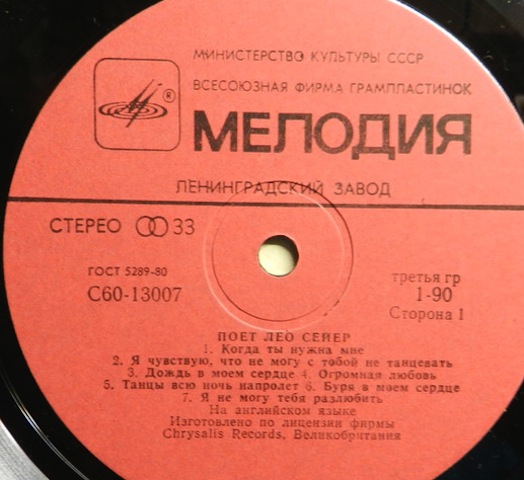 МИНИСТЕРСТВО КУЛЬТУРЫ СССР
ВСЕСОЮЗНАЯ ФИРМА ГРАМПЛАСТИНОК
®
МЕЛОДИЯ
ЛЕНИНГРАДСКИЙ ЗАВОД
СТЕРЕО 33
ГОСТ 5289-80
С60-13007
третья гр
1-90
Сторона 1
ПОЕТ ЛЕО СЕЙЕР
1. Когда ты нужна мне
2. Я чувствую, что не могу с тобой не танцевать
3. Дождь в моем сердце 4. Огромная любовь
5. Танцы всю ночь напролет 6. Буря в моем сердце
7. Я не могу тебя разлюбить
На английском языке
Изготовлено по лицензии фирмы
Chrysalis Records, Великобритания